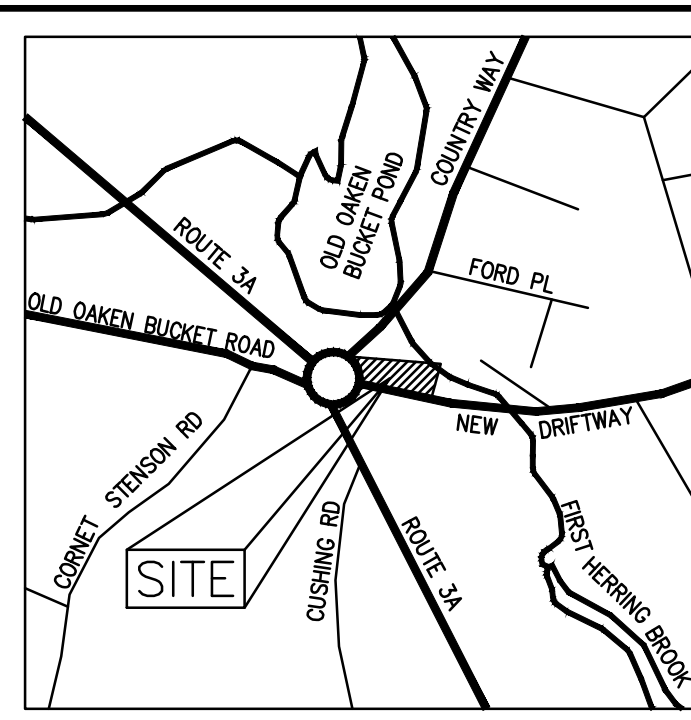 COUNTRY WAY
OLD OAKEN
BUCKET POND
ROUTE 3A
FORD PL
OLD OAKEN BUCKET ROAD
NEW DRIFTWAY
CORNET STENSON RD
SITE
CUSHING RD
ROUTE 3A
FIRST HERRING BROOK